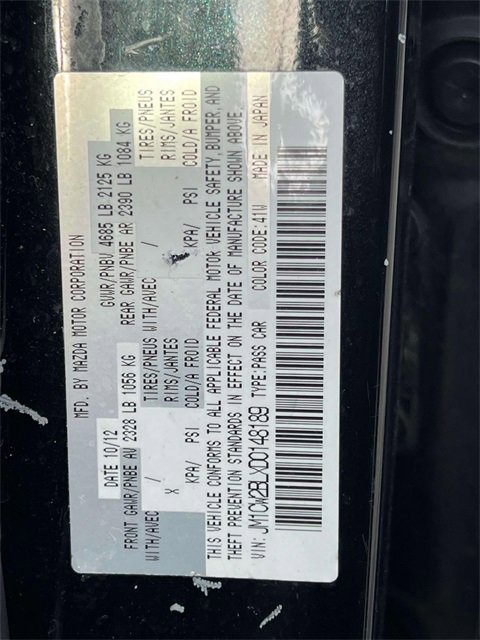 MFD. BY MAZDA MOTOR CORPORATION
DATE 10/12 GVWR/PNBV 4685 LB 2125 KG
FRONT GAWR/PNBE AV 2328 LB 1056 KG REAR GAWR/PNBE AR 2390 LB 1084 KG
WITH/AVEC / TIRES/PNEUS WITH/AVEC / TIRES/PNEUS
X RIMS/JANTES RIMS/JANTES
KPA/ PSI COLD/A FROID KPA/ PSI COLD/A FROID
THIS VEHICLE CONFORMS TO ALL APPLICABLE FEDERAL MOTOR VEHICLE SAFETY, BUMPER, AND
THEFT PREVENTION STANDARDS IN EFFECT ON THE DATE OF MANUFACTURE SHOWN ABOVE.
VIN: JM1CW2BLXD0148189 TYPE:PASS CAR COLOR CODE:41W MADE IN JAPAN